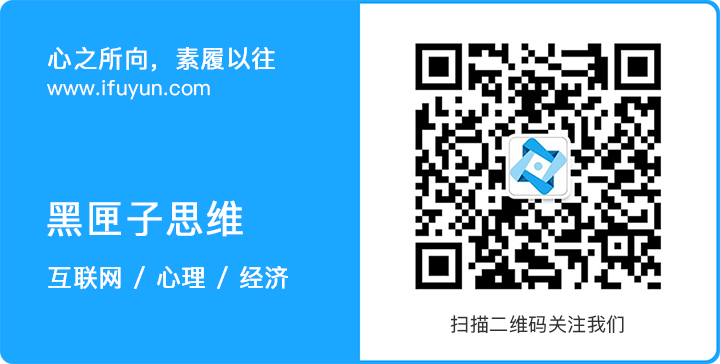 心之所向，素履以往
www.ifuyun.com
黑匣子思维
互联网 / 心理 / 经济
扫描二维码关注我们